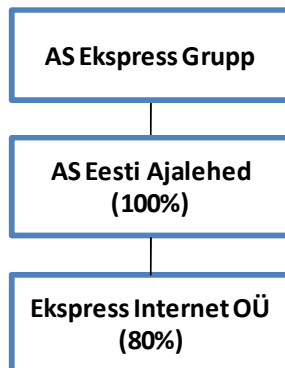 AS Ekspress Grupp
AS Eesti Ajalehed
(100%)
Ekspress Internet OÜ
(80%)